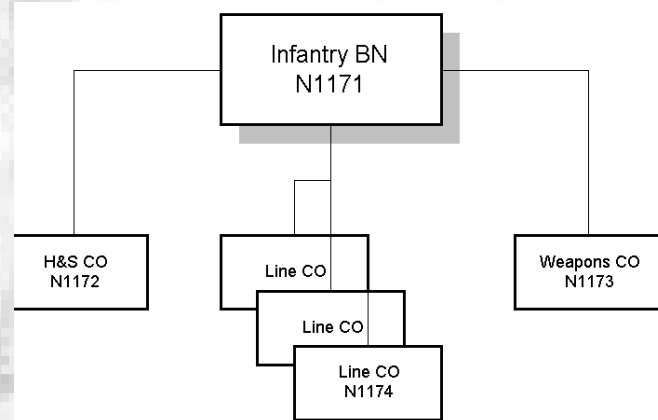 Infantry BN
N1171
H&S CO
N1172
Line CO
Line CO
Line CO
N1174
Weapons CO
N1173